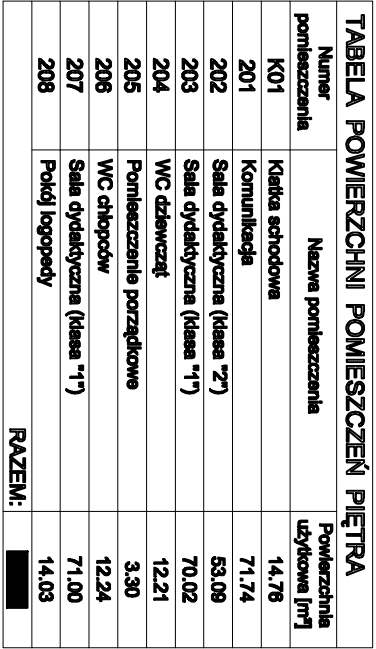 TABELA POWIERZCHNI POMIESZCZEŃ PIĘTRA
Numer pomieszczenia Nazwa pomieszczenia Powierzchnia użytkowa [m²]
K01 Klatka schodowa 14.78
201 Komunikacja 71.74
202 Sala dydaktyczna (klasa "2") 53.09
203 Sala dydaktyczna (klasa "1") 70.02
204 WC dziewcząt 12.21
205 Pomieszczenie porządkowe 3.30
206 WC chłopców 12.24
207 Sala dydaktyczna (klasa "1") 71.00
208 Pokój logopedy 14.03
RAZEM: